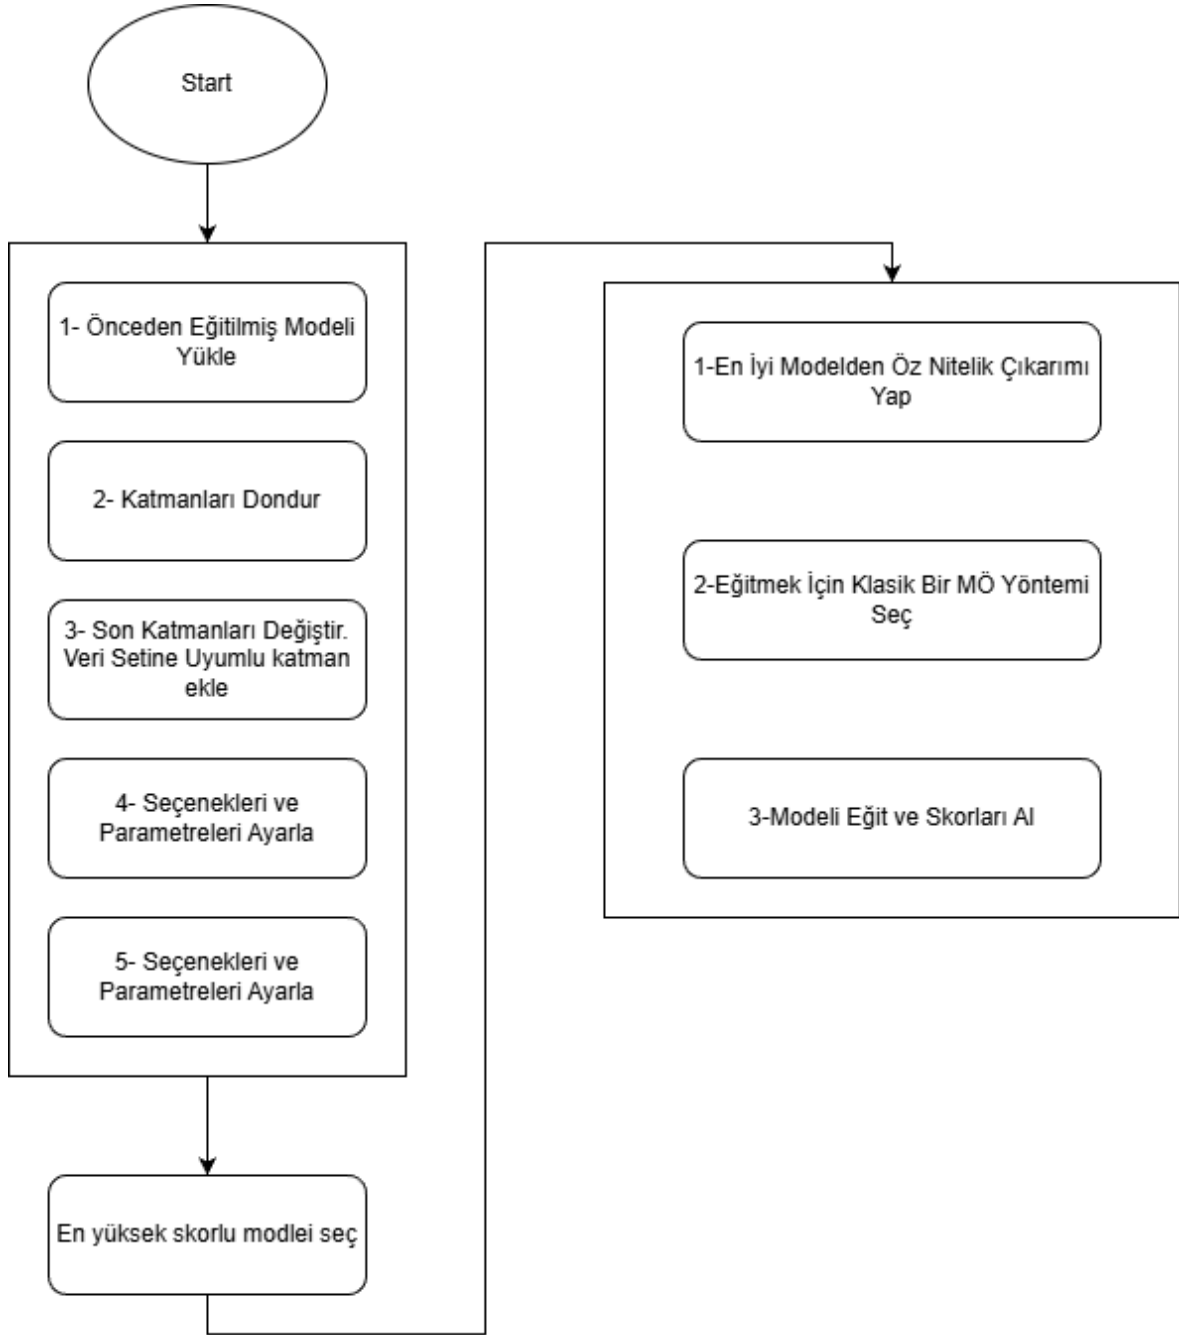 Start
1- Önceden Eğitilmiş Modeli
Yükle
2- Katmanları Dondur
3- Son Katmanları Değiştir.
Veri Setine Uyumlu katman
ekle
4- Seçenekleri ve
Parametreleri Ayarla
5- Seçenekleri ve
Parametreleri Ayarla
En yüksek skorlu modlei seç
1-En İyi Modelden Öz Nitelik Çıkarımı
Yap
2-Eğitmek İçin Klasik Bir MÖ Yöntemi
Seç
3-Modeli Eğit ve Skorları Al